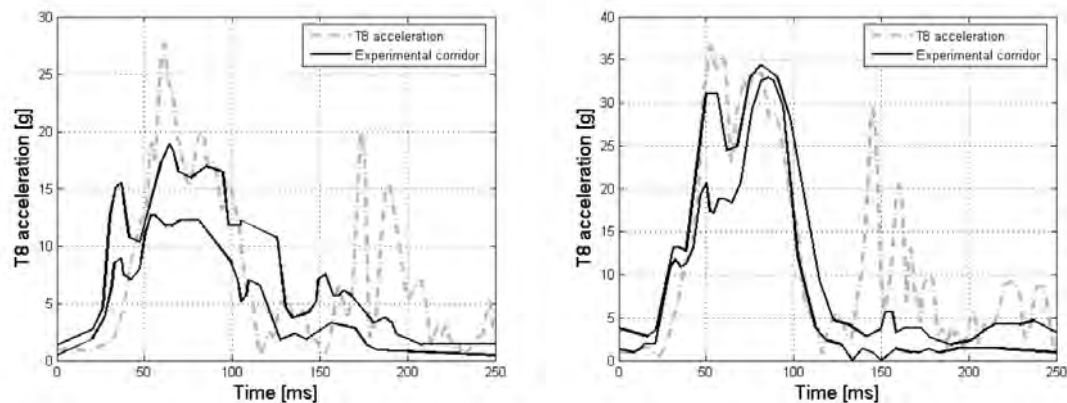 T8 acceleration
Experimental corridor
T8 acceleration [g]
30
25
20
15
10
5
0
0 50 100 150 200 250
Time [ms]
T8 acceleration
Experimental corridor
T8 acceleration [g]
40
35
30
25
20
15
10
5
0
0 50 100 150 200 250
Time [ms]